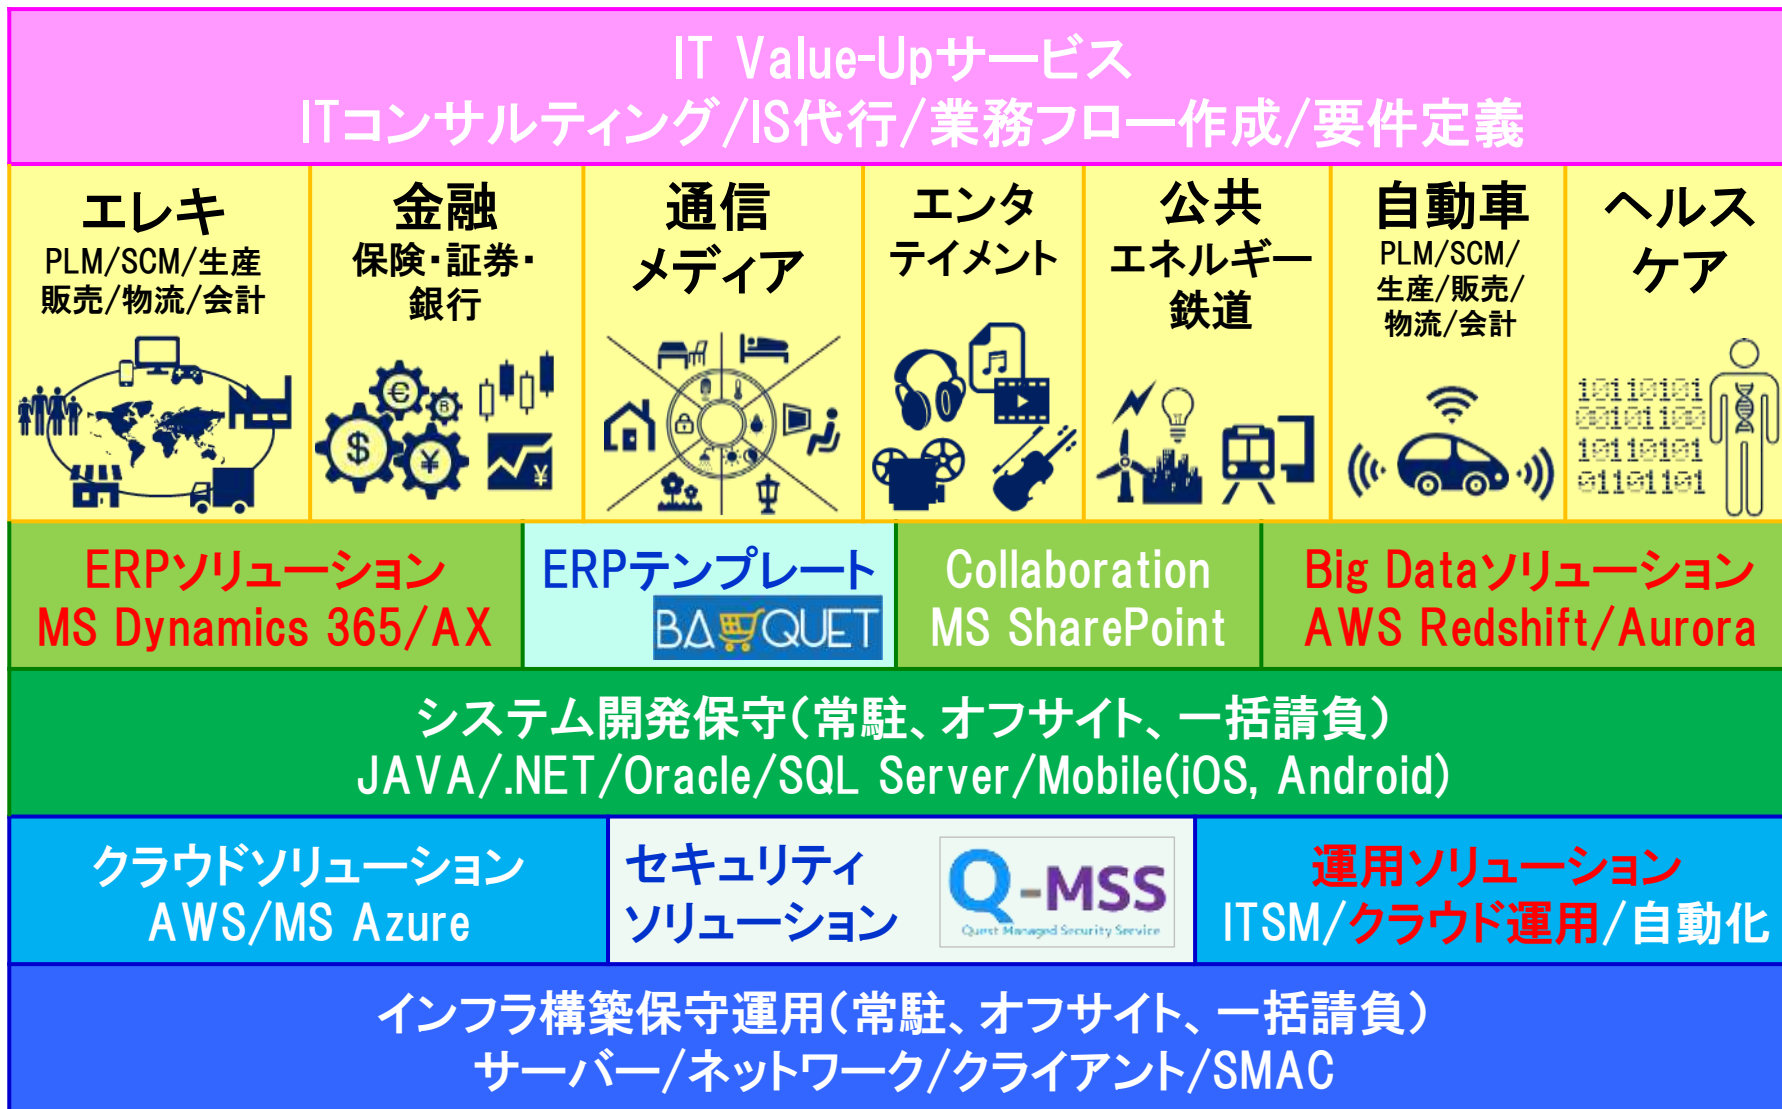 IT Value-Upサービス
ITコンサルティング/IS代行/業務フロー作成/要件定義
エレキ
PLM/SCM/生産
販売/物流/会計
金融
保険・証券・
銀行
通信
メディア
エンタ
テイメント
公共
エネルギー
鉄道
自動車
PLM/SCM/
生産/販売/
物流/会計
ヘルス
ケア
€
B
$
¥
¥
10110101
00101100
10110101
01101101
ERPソリューション
MS Dynamics 365/AX
ERPテンプレート
BA QUET
Collaboration
MS SharePoint
Big Dataソリューション
AWS Redshift/Aurora
システム開発保守(常駐、オフサイト、一括請負)
JAVA/.NET/Oracle/SQL Server/Mobile(iOS, Android)
クラウドソリューション
AWS/MS Azure
セキュリティ
ソリューション
Q-MSS
Quest Managed Security Service
運用ソリューション
ITSM/クラウド運用/自動化
インフラ構築保守運用(常駐、オフサイト、一括請負)
サーバー/ネットワーク/クライアント/SMAC